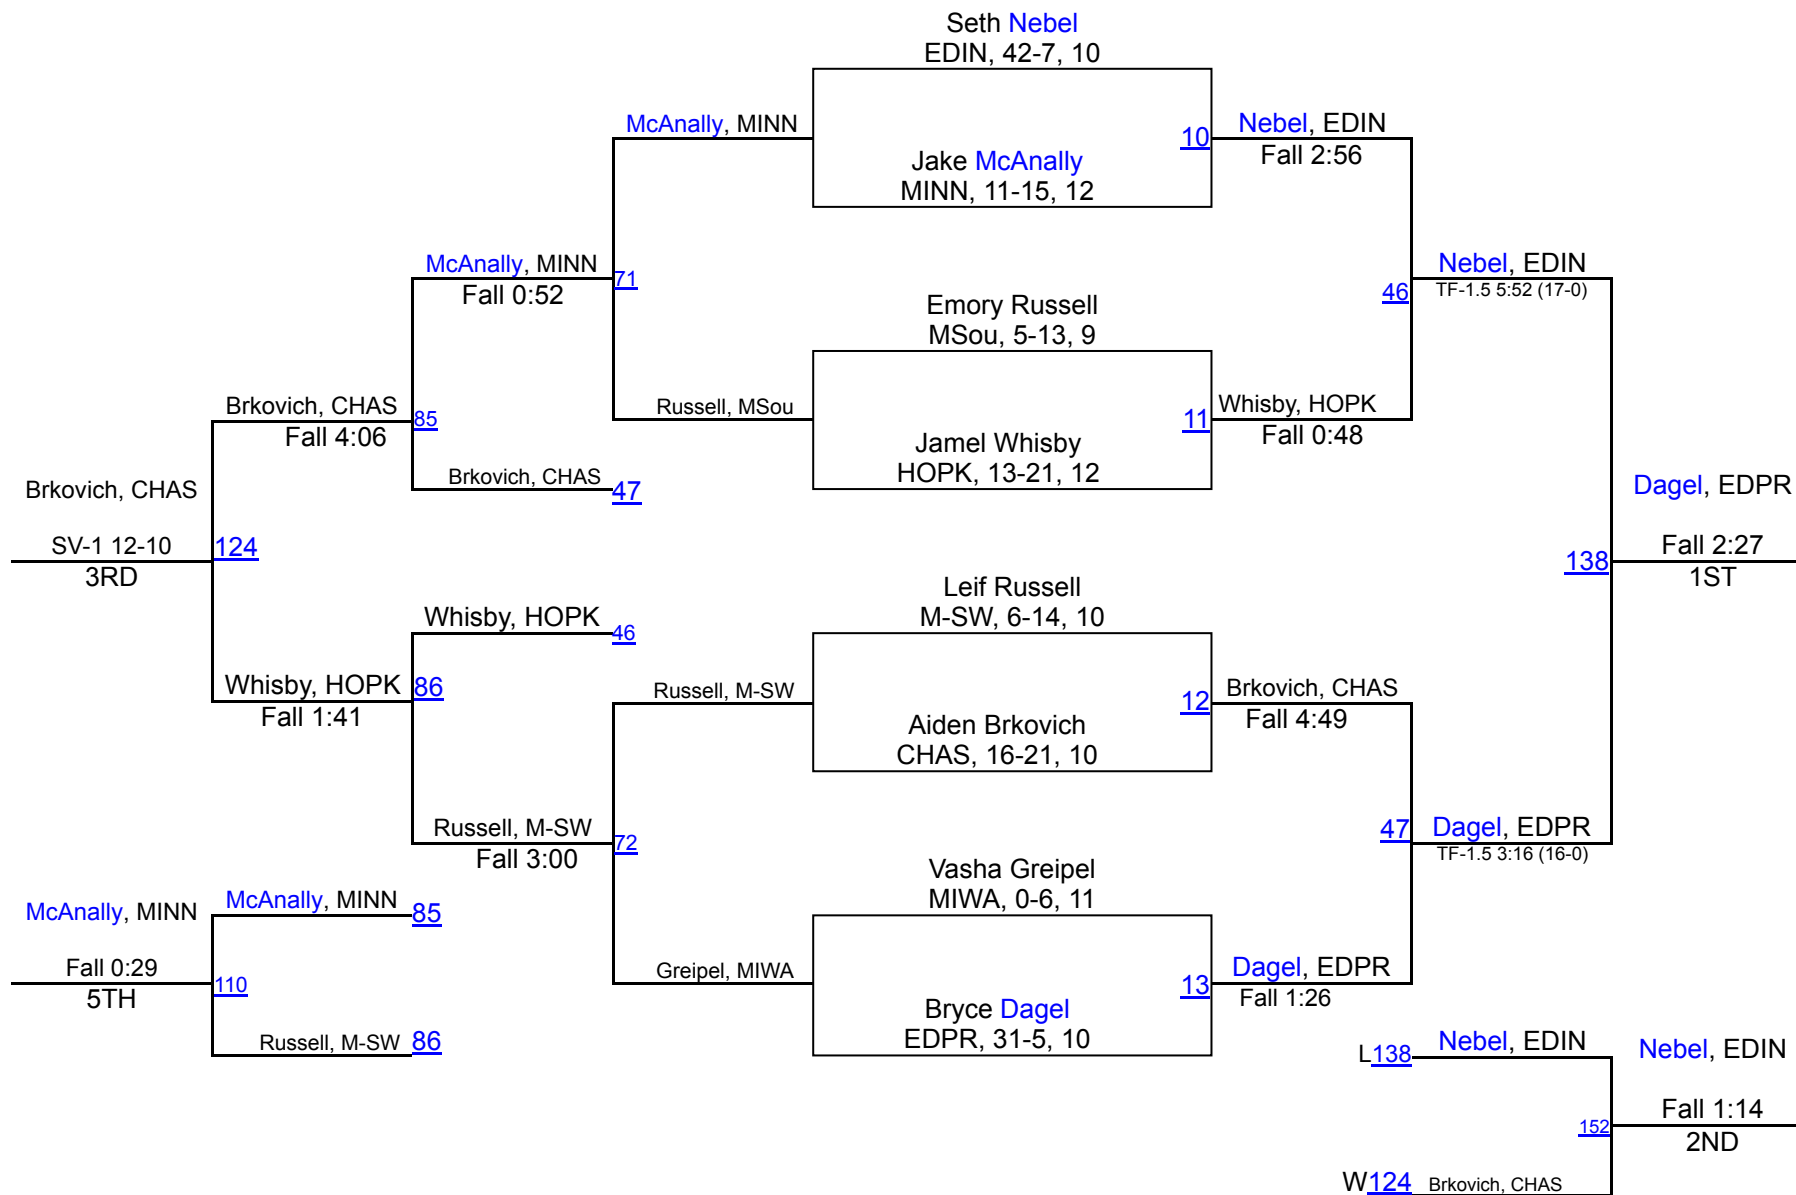 Seth Nebel
EDIN, 42-7, 10
McAnally, MINN
10
Nebel, EDIN
Fall 2:56
Jake McAnally
MINN, 11-15, 12
McAnally, MINN
Fall 0:52
71
Nebel, EDIN
TF-1.5 5:52 (17-0)
46
Emory Russell
MSou, 5-13, 9
Russell, MSou
11
Whisby, HOPK
Fall 0:48
Jamel Whisby
HOPK, 13-21, 12
Brkovich, CHAS
Fall 4:06
85
Brkovich, CHAS
47
Brkovich, CHAS
SV-1 12-10
3RD
124
Dagel, EDPR
Fall 2:27
1ST
138
Leif Russell
M-SW, 6-14, 10
Whisby, HOPK
46
Whisby, HOPK
Fall 1:41
86
Russell, M-SW
12
Brkovich, CHAS
Fall 4:49
Aiden Brkovich
CHAS, 16-21, 10
Russell, M-SW
Fall 3:00
72
47
Dagel, EDPR
TF-1.5 3:16 (16-0)
Vasha Greipel
MIWA, 0-6, 11
Greipel, MIWA
13
Dagel, EDPR
Fall 1:26
Bryce Dagel
EDPR, 31-5, 10
McAnally, MINN
85
McAnally, MINN
Fall 0:29
5TH
110
Russell, M-SW
86
L138
Nebel, EDIN
Nebel, EDIN
Fall 1:14
2ND
152
W124
Brkovich, CHAS